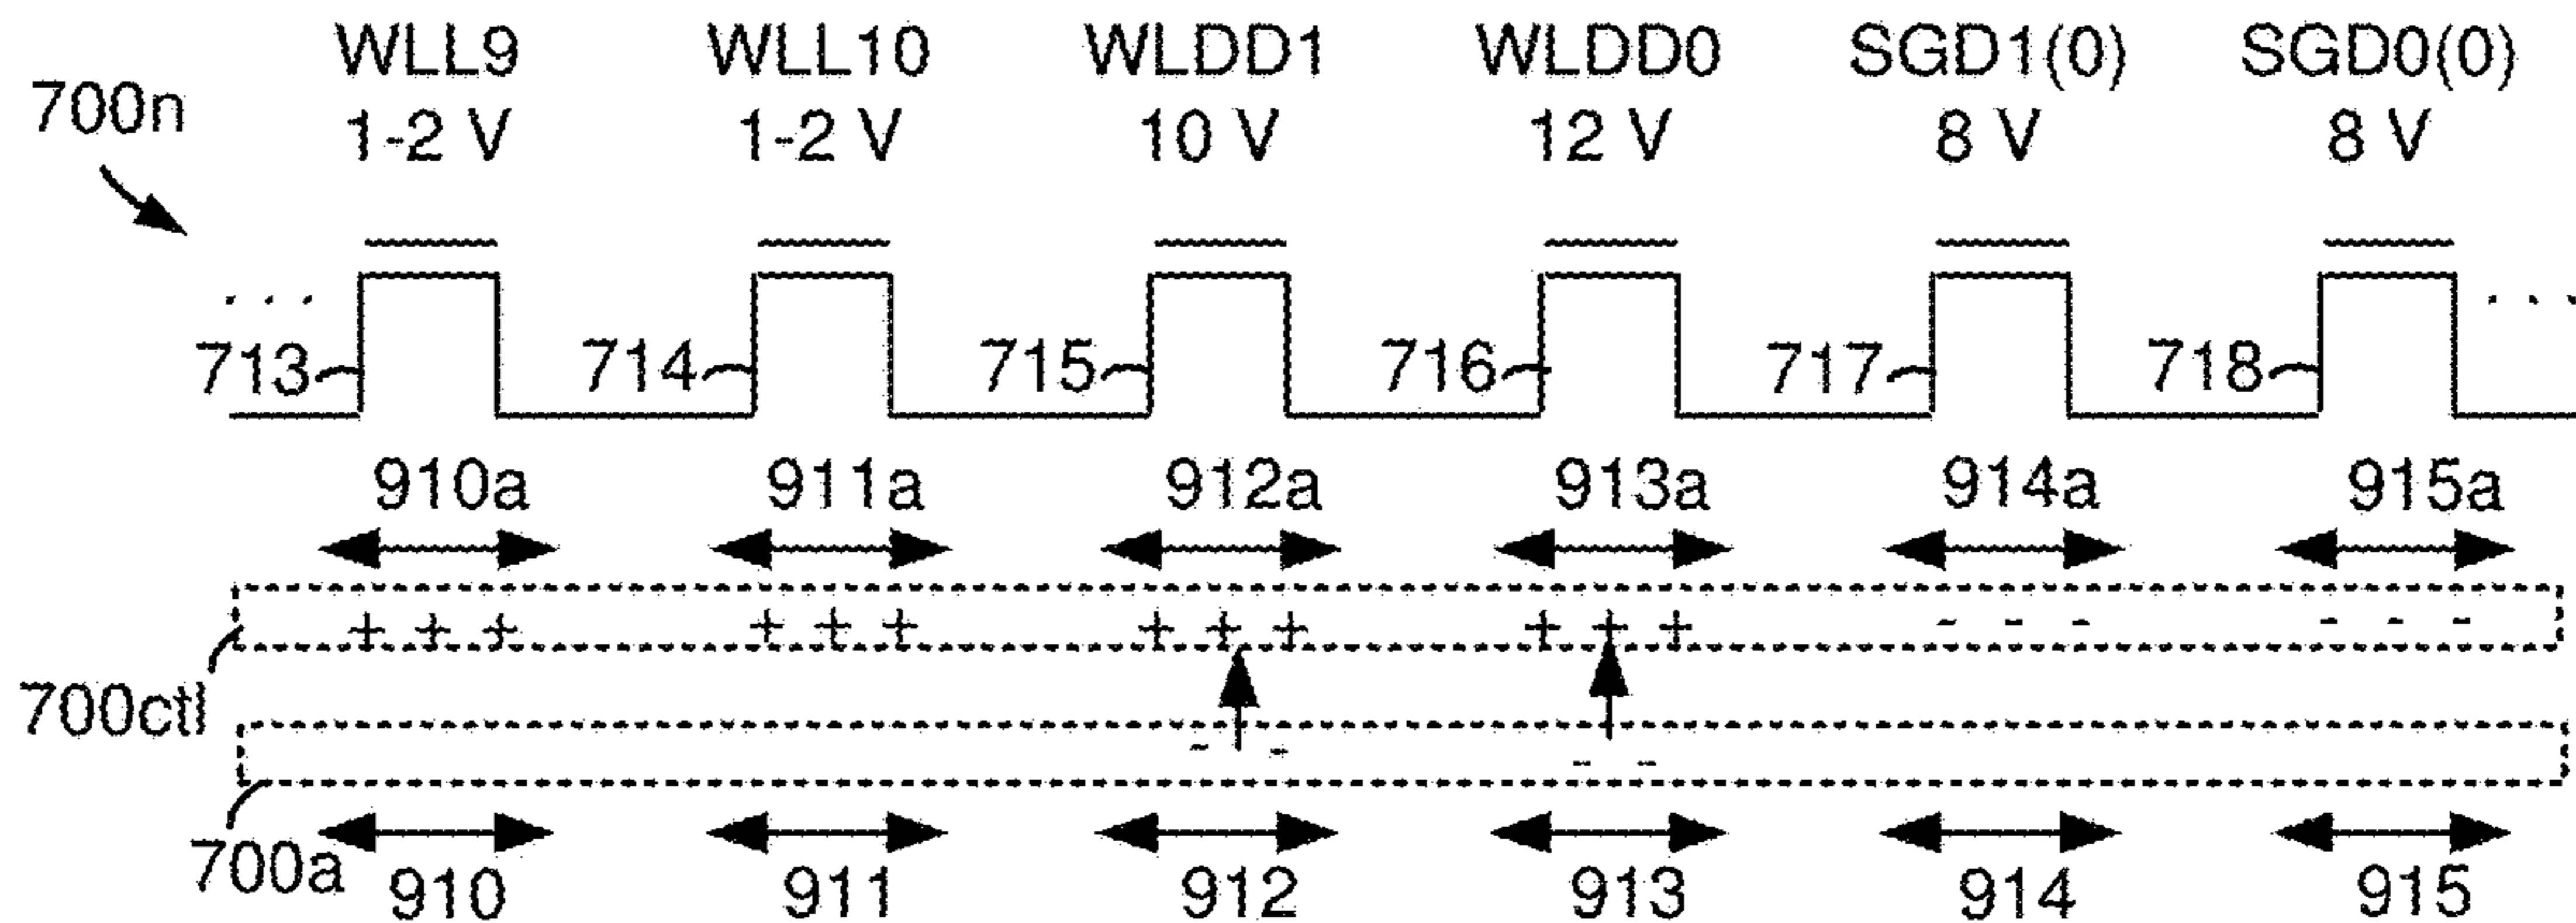 WLL9 WLL10 WLDD1 WLDD0 SGD1(0) SGD0(0)
700n 1-2 V 1-2 V 10 V 12 V 8 V 8 V
. . . . . .
713 714 715 716 717 718
910a 911a 912a 913a 914a 915a
+ + + + + + + + + + + + - - - - - -
700ctl
- - - -
700a 910 911 912 913 914 915